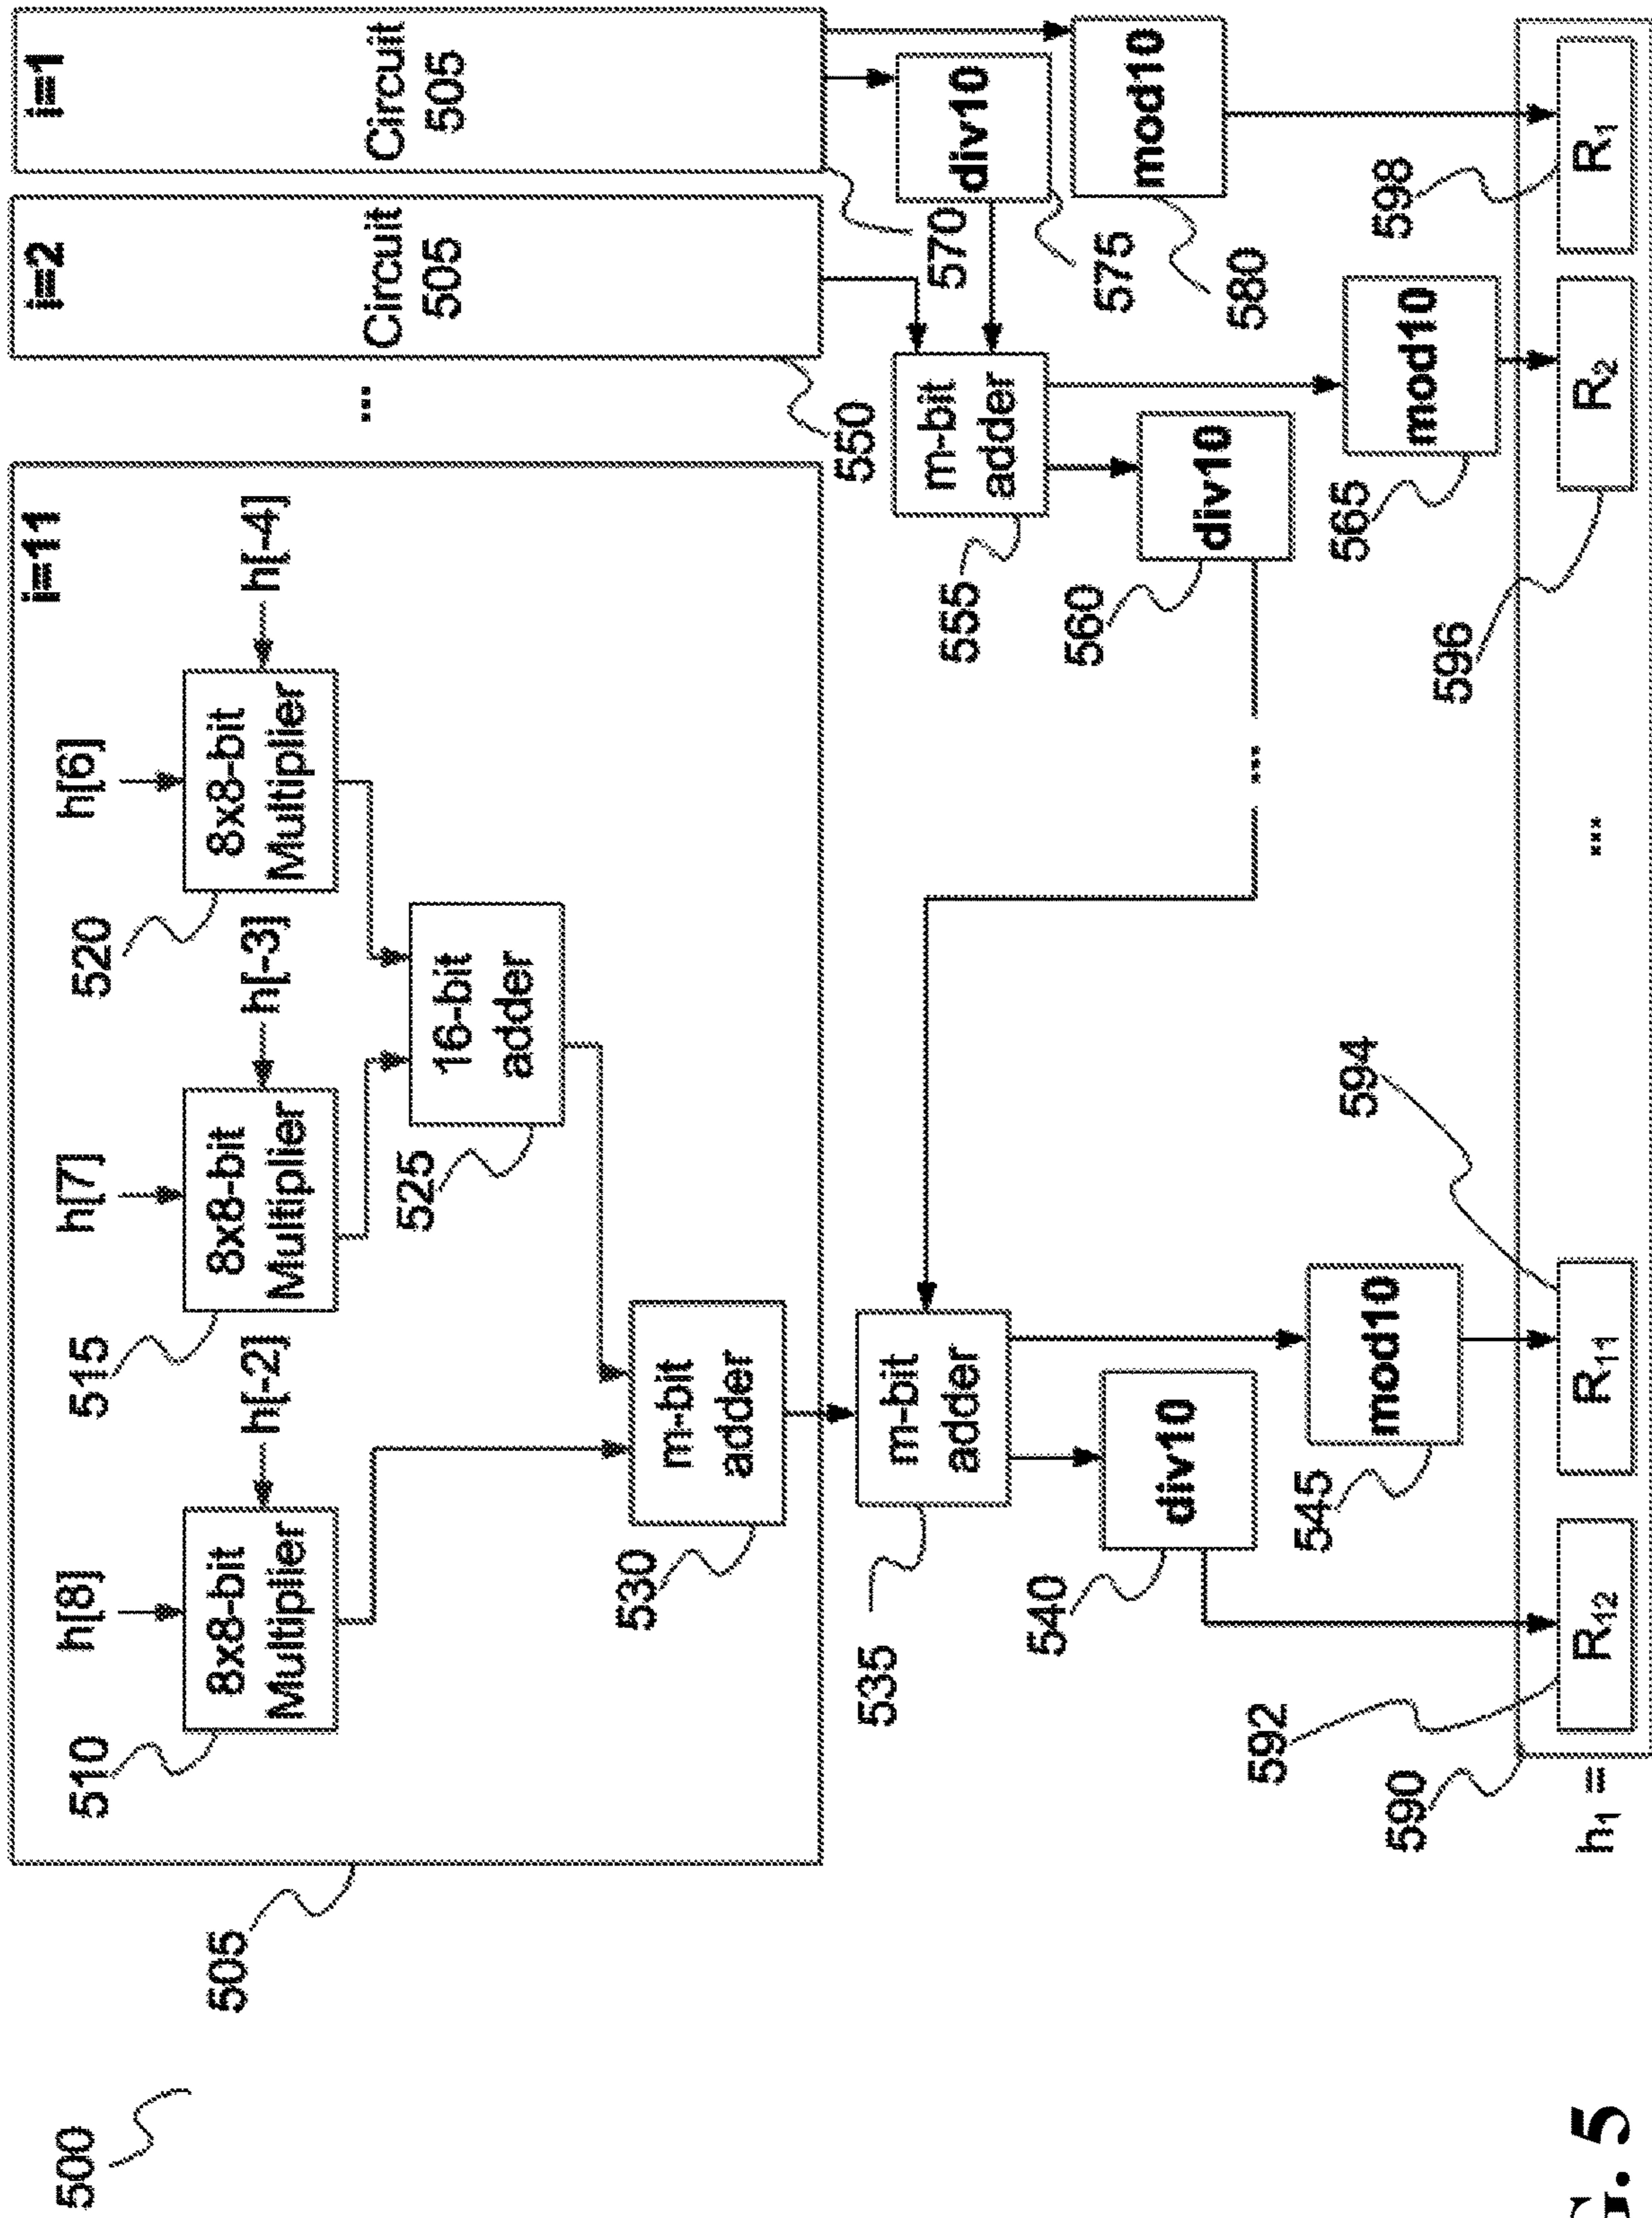 500
505
i=11
i=2
i=1
h[8]
h[7]
h[6]
510
8x8-bit
Multiplier
h[-2]
515
8x8-bit
Multiplier
h[-3]
520
8x8-bit
Multiplier
h[-4]
...
Circuit
505
Circuit
505
525
16-bit
adder
530
m-bit
adder
550
570
535
m-bit
adder
555
m-bit
adder
div10
575
540
div10
560
div10
580
mod10
...
545
mod10
594
565
mod10
592
596
598
590
h₁ =
R₁₂
R₁₁
...
R₂
R₁
G. 5